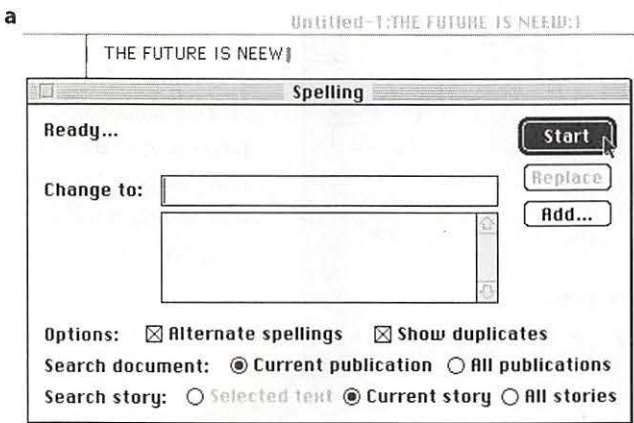 a
Untitled-1:THE FUTURE IS NEEW:1
THE FUTURE IS NEEW
Spelling
Ready...
Start
Change to:
Replace
Add...
Options: Alternate spellings Show duplicates
Search document: Current publication All publications
Search story: Selected text Current story All stories